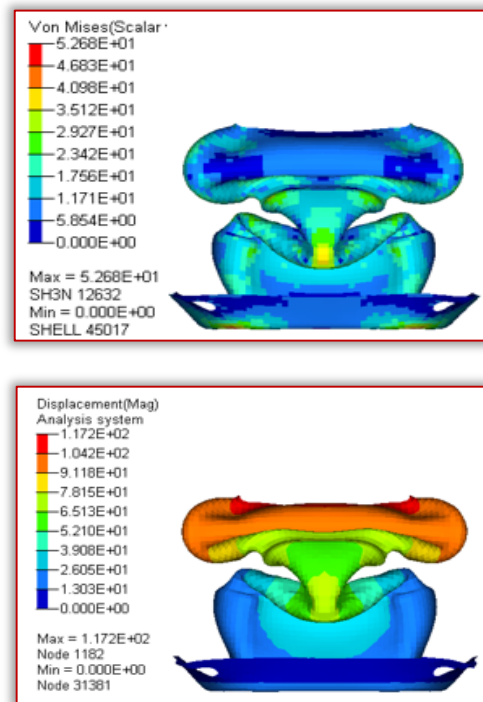 Von Mises(Scalar
5.268E+01
4.683E+01
4.098E+01
3.512E+01
2.927E+01
2.342E+01
1.756E+01
1.171E+01
5.854E+00
0.000E+00
Max = 5.268E+01
SH3N 12632
Min = 0.000E+00
SHELL 45017
Displacement(Mag)
Analysis system
1.172E+02
1.042E+02
9.118E+01
7.815E+01
6.513E+01
5.210E+01
3.908E+01
2.605E+01
1.303E+01
0.000E+00
Max = 1.172E+02
Node 1182
Min = 0.000E+00
Node 31381